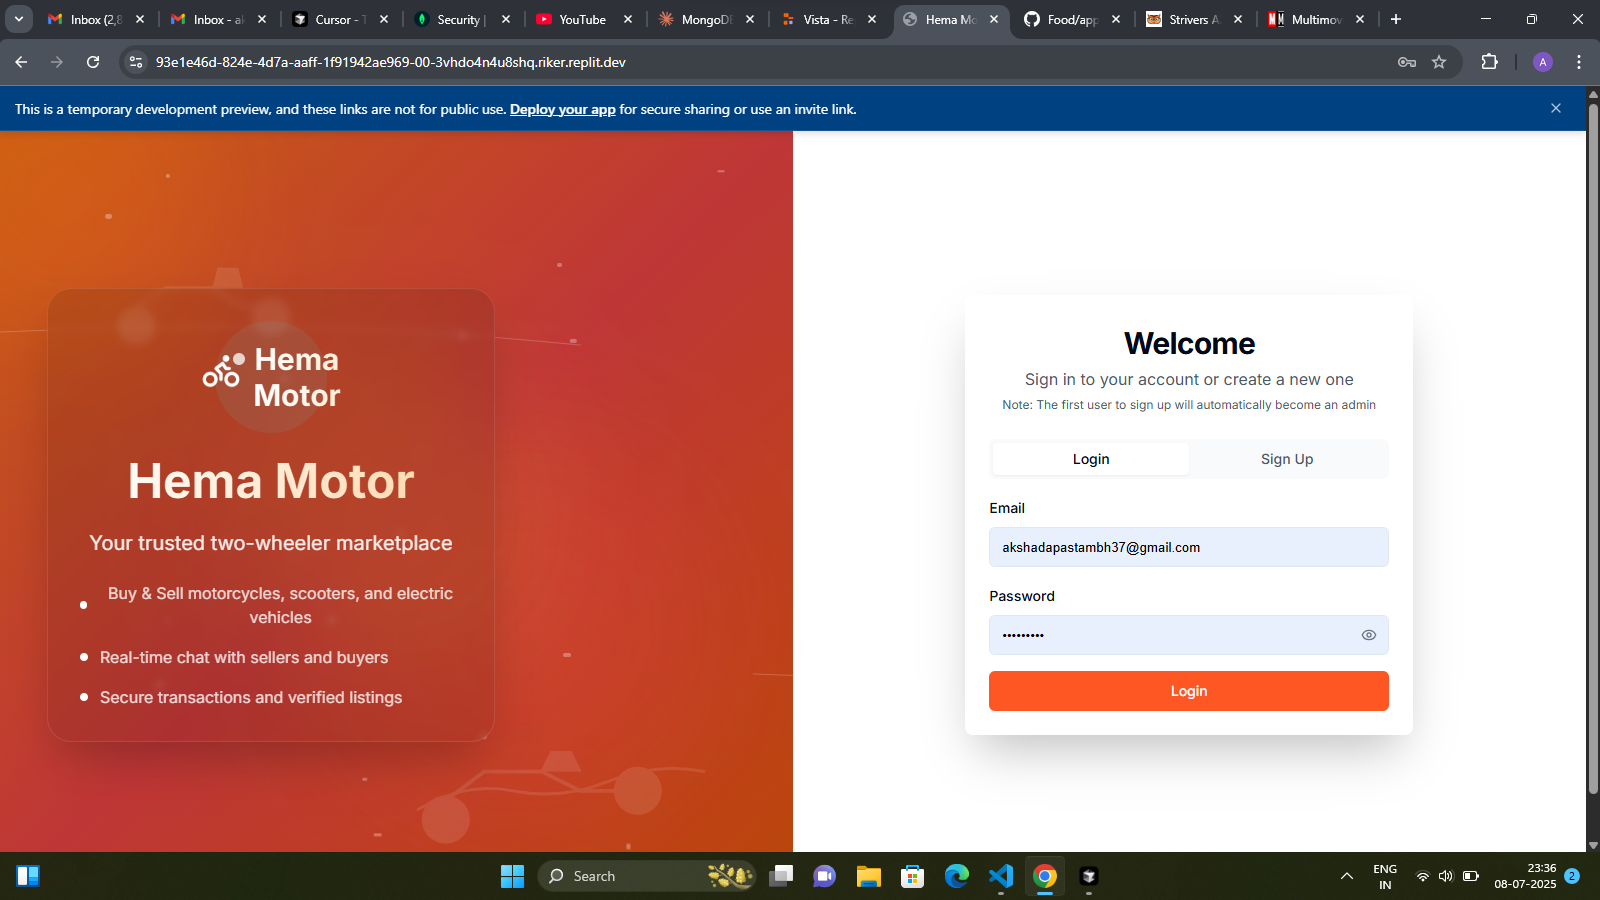 Inbox (2,8
Inbox - ak
Cursor - T
Security |
YouTube
MongoDB
Vista - Re
Hema Mo
Food/app
Strivers A
Multimov
93e1e46d-824e-4d7a-aaff-1f91942ae969-00-3vhdo4n4u8shq.riker.replit.dev
A
This is a temporary development preview, and these links are not for public use. Deploy your app for secure sharing or use an invite link.
Hema
Motor
Hema Motor
Your trusted two-wheeler marketplace
Buy & Sell motorcycles, scooters, and electric
vehicles
Real-time chat with sellers and buyers
Secure transactions and verified listings
Welcome
Sign in to your account or create a new one
Note: The first user to sign up will automatically become an admin
Login
Sign Up
Email
akshadapastambh37@gmail.com
Password
•••••••••
Login
Search
ENG
IN
23:36
08-07-2025
2